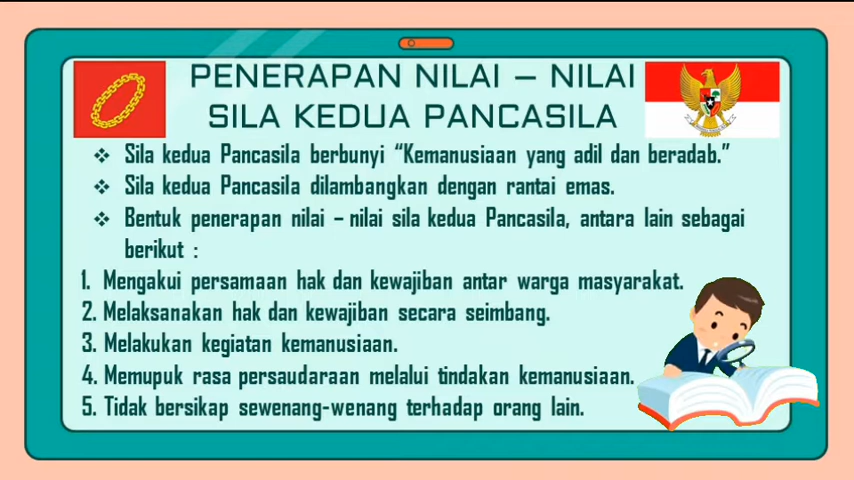 PENERAPAN NILAI – NILAI
SILA KEDUA PANCASILA
❖ Sila kedua Pancasila berbunyi “Kemanusiaan yang adil dan beradab.”
❖ Sila kedua Pancasila dilambangkan dengan rantai emas.
❖ Bentuk penerapan nilai – nilai sila kedua Pancasila, antara lain sebagai
berikut :
1. Mengakui persamaan hak dan kewajiban antar warga masyarakat.
2. Melaksanakan hak dan kewajiban secara seimbang.
3. Melakukan kegiatan kemanusiaan.
4. Memupuk rasa persaudaraan melalui tindakan kemanusiaan.
5. Tidak bersikap sewenang-wenang terhadap orang lain.